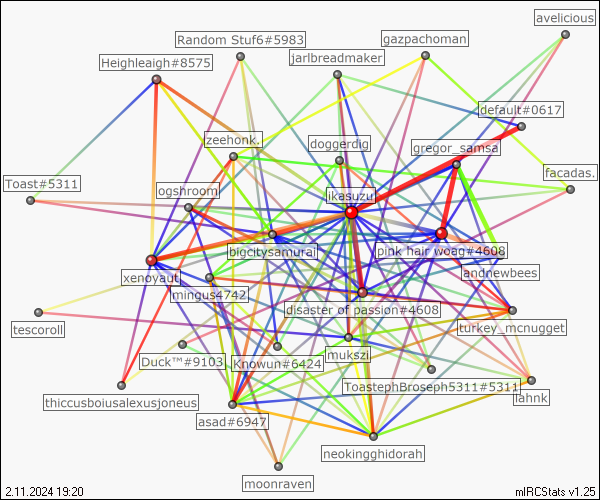 avelicious
Random Stuf6#5983
gazpachoman
jarlbreadmaker
Heighleaigh#8575
default#0617
zeehonk.
doggerdig
gregor_samsa
facadas.
Toast#5311
ogshroom
ikasuzu
bigcitysamurai
pink hair woag#4608
xenoyaut
landnewbees
mingus4742
disaster of passion#4608
tescoroll
turkey_mcnugget
Duck™#9103
Knowun#6424
mukszi
ToastephBroseph5311#5311
lahnk
thiccusboiusalexusjoneus
asad#6947
neokingghidorah
moonraven
2.11.2024 19:20
mIRCStats v1.25